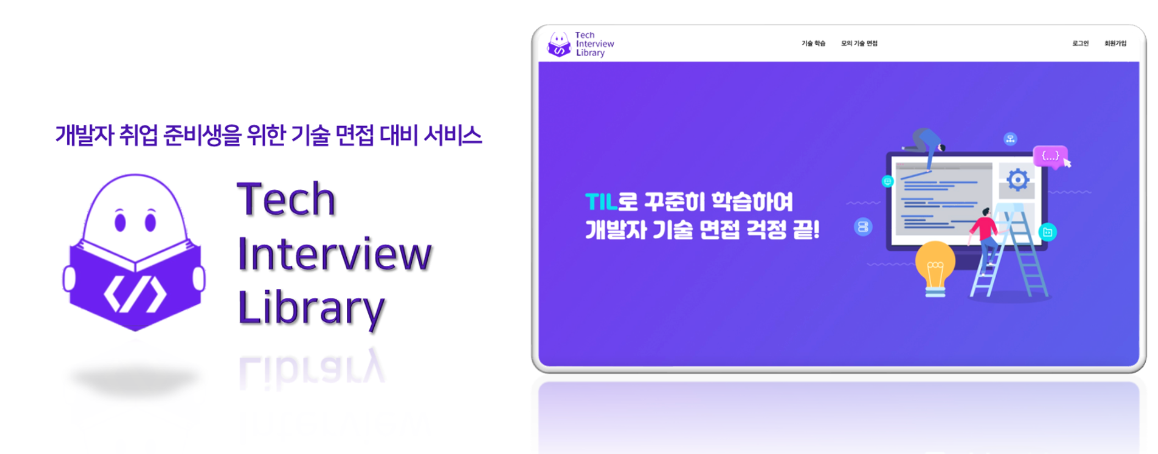 개발자 취업 준비생을 위한 기술 면접 대비 서비스
Tech
Interview
Library
Tech
Interview
Library
기술 학습 모의 기술 면접 로그인 회원가입
TIL로 꾸준히 학습하여
개발자 기술 면접 걱정 끝!
{...}